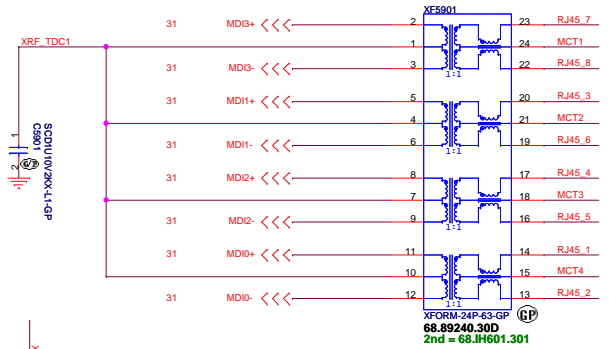 XF5901
31 MDI3+ 2 23 RJ45_7
XRF_TDC1 1 24 MCT1
31 MDI3- 3 22 RJ45_8
1:1
31 MDI1+ 5 20 RJ45_3
4 21 MCT2
31 MDI1- 6 19 RJ45_6
1:1
1
2
C5901
SCD1U10V2KX-L1-GP
GP
31 MDI2+ 8 17 RJ45_4
7 18 MCT3
31 MDI2- 9 16 RJ45_5
1:1
31 MDI0+ 11 14 RJ45_1
10 15 MCT4
31 MDI0- 12 13 RJ45_2
1:1
XFORM-24P-63-GP
GP
68.89240.30D
2nd = 68.IH601.301